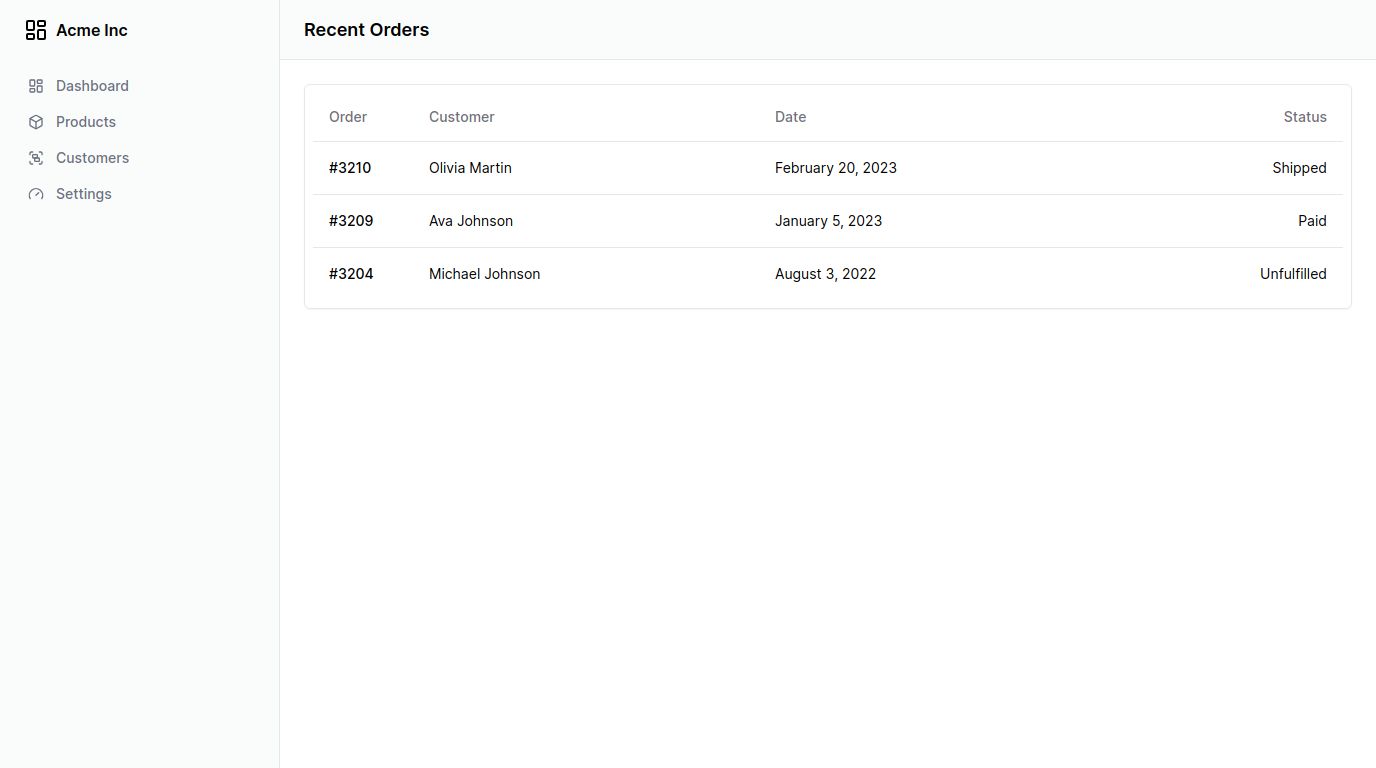 Acme Inc
Dashboard
Products
Customers
Settings
Recent Orders
Order Customer Date Status
#3210 Olivia Martin February 20, 2023 Shipped
#3209 Ava Johnson January 5, 2023 Paid
#3204 Michael Johnson August 3, 2022 Unfulfilled